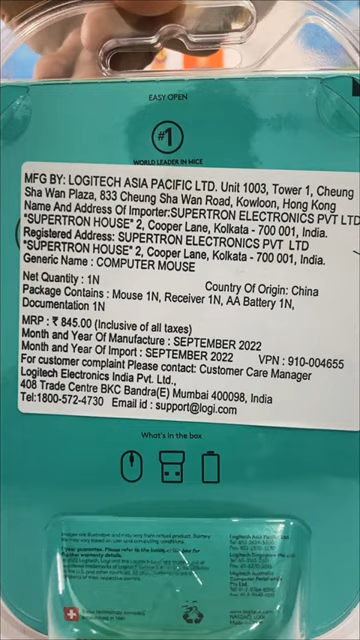 EASY OPEN
#1
WORLD LEADER IN MICE
MFG BY: LOGITECH ASIA PACIFIC LTD. Unit 1003, Tower 1, Cheung
Sha Wan Plaza, 833 Cheung Sha Wan Road, Kowloon, Hong Kong
Name And Address Of Importer:SUPERTRON ELECTRONICS PVT LTD
"SUPERTRON HOUSE" 2, Cooper Lane, Kolkata - 700 001, India.
Registered Address: SUPERTRON ELECTRONICS PVT LTD
"SUPERTRON HOUSE" 2, Cooper Lane, Kolkata - 700 001, India.
Generic Name : COMPUTER MOUSE
Net Quantity : 1N Country Of Origin: China
Package Contains : Mouse 1N, Receiver 1N, AA Battery 1N,
Documentation 1N
MRP : ₹ 845.00 (Inclusive of all taxes)
Month and Year Of Manufacture : SEPTEMBER 2022
Month and Year Of Import : SEPTEMBER 2022 VPN : 910-004655
For customer complaint Please contact: Customer Care Manager
Logitech Electronics India Pvt. Ltd.,
408 Trade Centre BKC Bandra(E) Mumbai 400098, India
Tel:1800-572-4730 Email id : support@logi.com
What's in the box